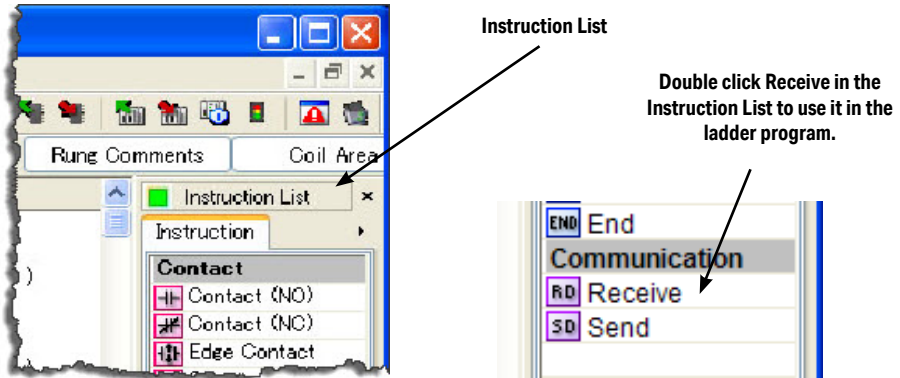 Instruction List
Double click Receive in the
Instruction List to use it in the
ladder program.
Rung Comments
Coil Area
Instruction List
Instruction
Contact
Contact (NO)
Contact (NC)
Edge Contact
)
)
END End
Communication
RD Receive
SD Send